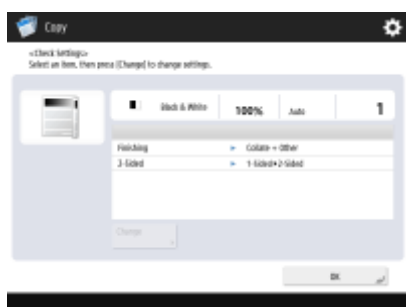 Copy
<Check Settings>
Select an item, then press [Change] to change settings.
Black & White 100% Auto 1
Finishing ► Collate + Other
2-Sided ► 1-Sided►2-Sided
Change
OK